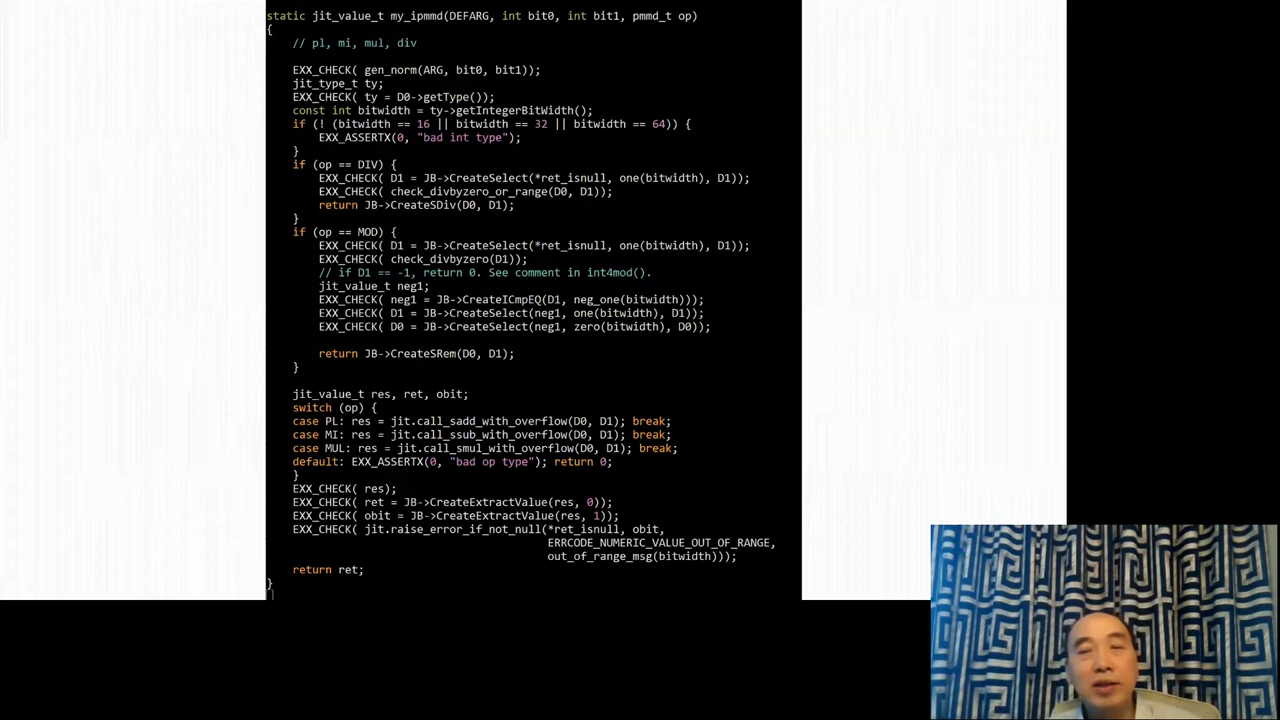 static jit_value_t my_ipmmd(DEFARG, int bit0, int bit1, pmmd_t op)
{
// pl, mi, mul, div
EXX_CHECK( gen_norm(ARG, bit0, bit1));
jit_type_t ty;
EXX_CHECK( ty = D0->getType());
const int bitwidth = ty->getIntegerBitWidth();
if (! (bitwidth == 16 || bitwidth == 32 || bitwidth == 64)) {
EXX_ASSERTX(0, "bad int type");
}
if (op == DIV) {
EXX_CHECK( D1 = JB->CreateSelect(*ret_isnull, one(bitwidth), D1));
EXX_CHECK( check_divbyzero_or_range(D0, D1));
return JB->CreateSDiv(D0, D1);
}
if (op == MOD) {
EXX_CHECK( D1 = JB->CreateSelect(*ret_isnull, one(bitwidth), D1));
EXX_CHECK( check_divbyzero(D1));
// if D1 == -1, return 0. See comment in int4mod().
jit_value_t neg1;
EXX_CHECK( neg1 = JB->CreateICmpEQ(D1, neg_one(bitwidth)));
EXX_CHECK( D1 = JB->CreateSelect(neg1, one(bitwidth), D1));
EXX_CHECK( D0 = JB->CreateSelect(neg1, zero(bitwidth), D0));
return JB->CreateSRem(D0, D1);
}
jit_value_t res, ret, obit;
switch (op) {
case PL: res = jit.call_sadd_with_overflow(D0, D1); break;
case MI: res = jit.call_ssub_with_overflow(D0, D1); break;
case MUL: res = jit.call_smul_with_overflow(D0, D1); break;
default: EXX_ASSERTX(0, "bad op type"); return 0;
}
EXX_CHECK( res);
EXX_CHECK( ret = JB->CreateExtractValue(res, 0));
EXX_CHECK( obit = JB->CreateExtractValue(res, 1));
EXX_CHECK( jit.raise_error_if_not_null(*ret_isnull, obit,
ERRCODE_NUMERIC_VALUE_OUT_OF_RANGE,
out_of_range_msg(bitwidth)));
return ret;
}